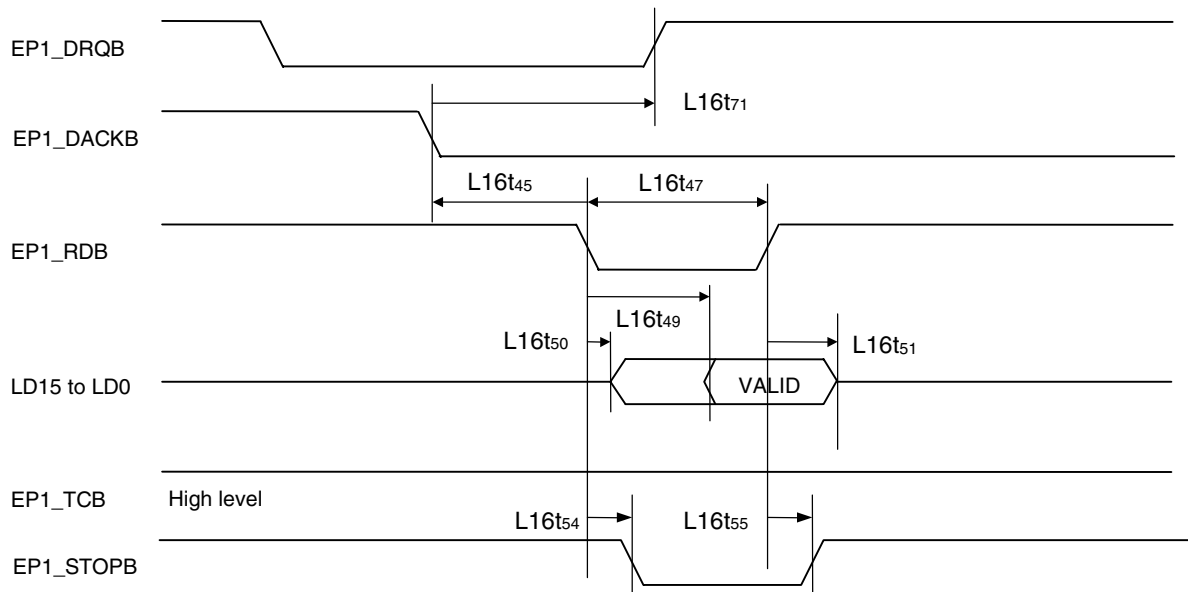 EP1_DRQB
L16t71
EP1_DACKB
L16t45
L16t47
EP1_RDB
L16t49
L16t50
L16t51
LD15 to LD0
VALID
EP1_TCB
High level
L16t54
L16t55
EP1_STOPB